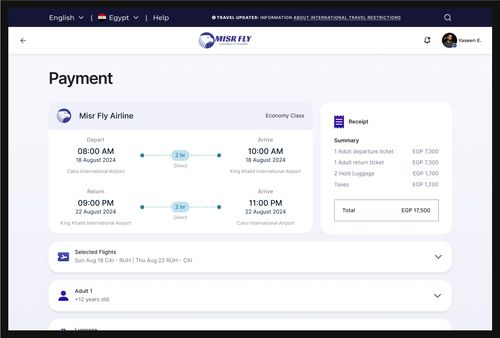 English | Egypt | Help
TRAVEL UPDATES: INFORMATION ABOUT INTERNATIONAL TRAVEL RESTRICTIONS
MISR FLY
Yaseen E.
Payment
Misr Fly Airline
Economy Class
Depart
Arrive
08:00 AM
2 hr
10:00 AM
18 August 2024
Direct
18 August 2024
Cairo International Airport
King Khalid International Airport
Return
Arrive
09:00 PM
2 hr
11:00 PM
22 August 2024
Direct
22 August 2024
King Khalid International Airport
Cairo International Airport
Receipt
Summary
1 Adult departure ticket EGP 7,300
1 Adult return ticket EGP 7,300
2 Hold Luggage EGP 1,700
Taxes EGP 1,200
Total EGP 17,500
Selected Flights
Sun Aug 18 CAI - RUH | Thu Aug 22 RUH - CAI
Adult 1
+12 years old
Luggage